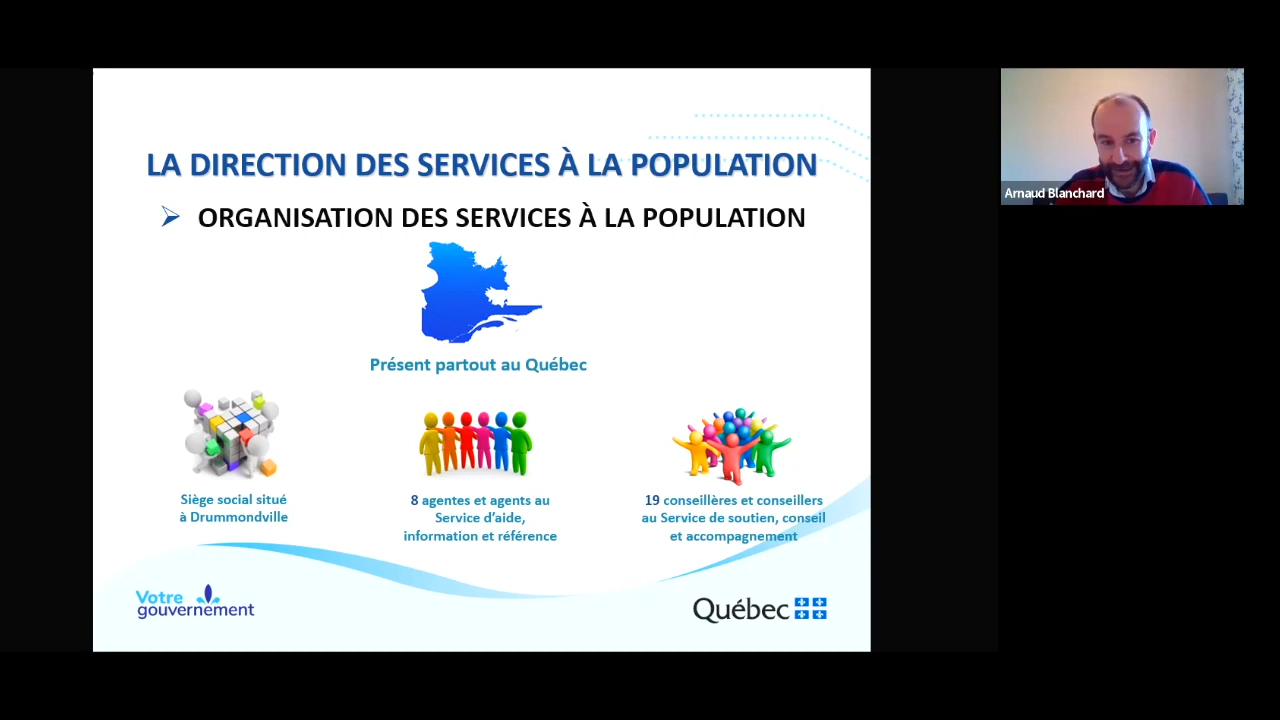 LA DIRECTION DES SERVICES À LA POPULATION
ORGANISATION DES SERVICES À LA POPULATION
Présent partout au Québec
Siège social situé
à Drummondville
8 agentes et agents au
Service d'aide,
information et référence
19 conseillères et conseillers
au Service de soutien, conseil
et accompagnement
Votre
gouvernement
Québec
Arnaud Blanchard